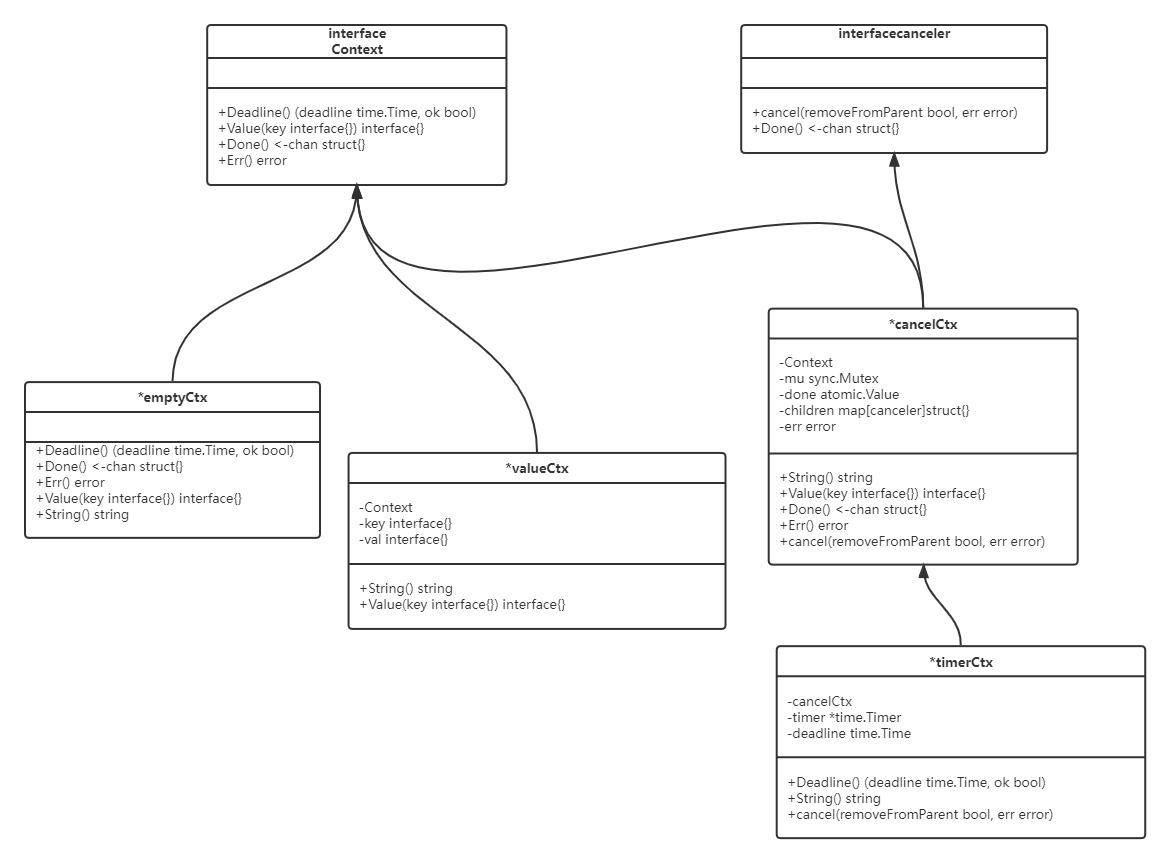 interface
Context
+Deadline() (deadline time.Time, ok bool)
+Value(key interface{}) interface{}
+Done() <-chan struct{}
+Err() error
interfacecanceler
+cancel(removeFromParent bool, err error)
+Done() <-chan struct{}
*emptyCtx
+Deadline() (deadline time.Time, ok bool)
+Done() <-chan struct{}
+Err() error
+Value(key interface{}) interface{}
+String() string
*valueCtx
-Context
-key interface{}
-val interface{}
+String() string
+Value(key interface{}) interface{}
*cancelCtx
-Context
-mu sync.Mutex
-done atomic.Value
-children map[canceler]struct{}
-err error
+String() string
+Value(key interface{}) interface{}
+Done() <-chan struct{}
+Err() error
+cancel(removeFromParent bool, err error)
*timerCtx
-cancelCtx
-timer *time.Timer
-deadline time.Time
+Deadline() (deadline time.Time, ok bool)
+String() string
+cancel(removeFromParent bool, err error)